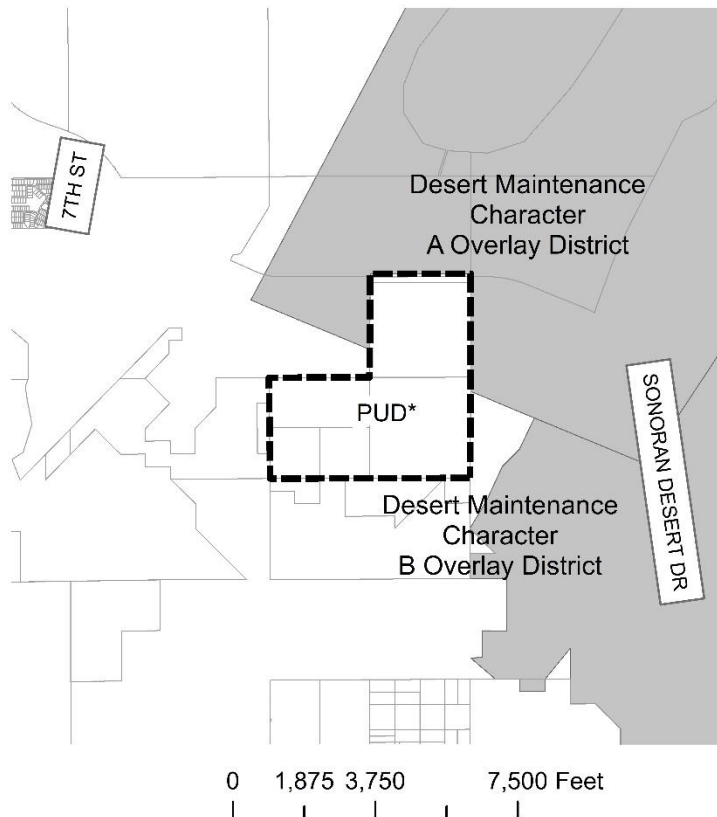 7TH ST
Desert Maintenance
Character
A Overlay District
PUD*
SONORAN DESERT DR
Desert Maintenance
Character
B Overlay District
0 1,875 3,750 7,500 Feet